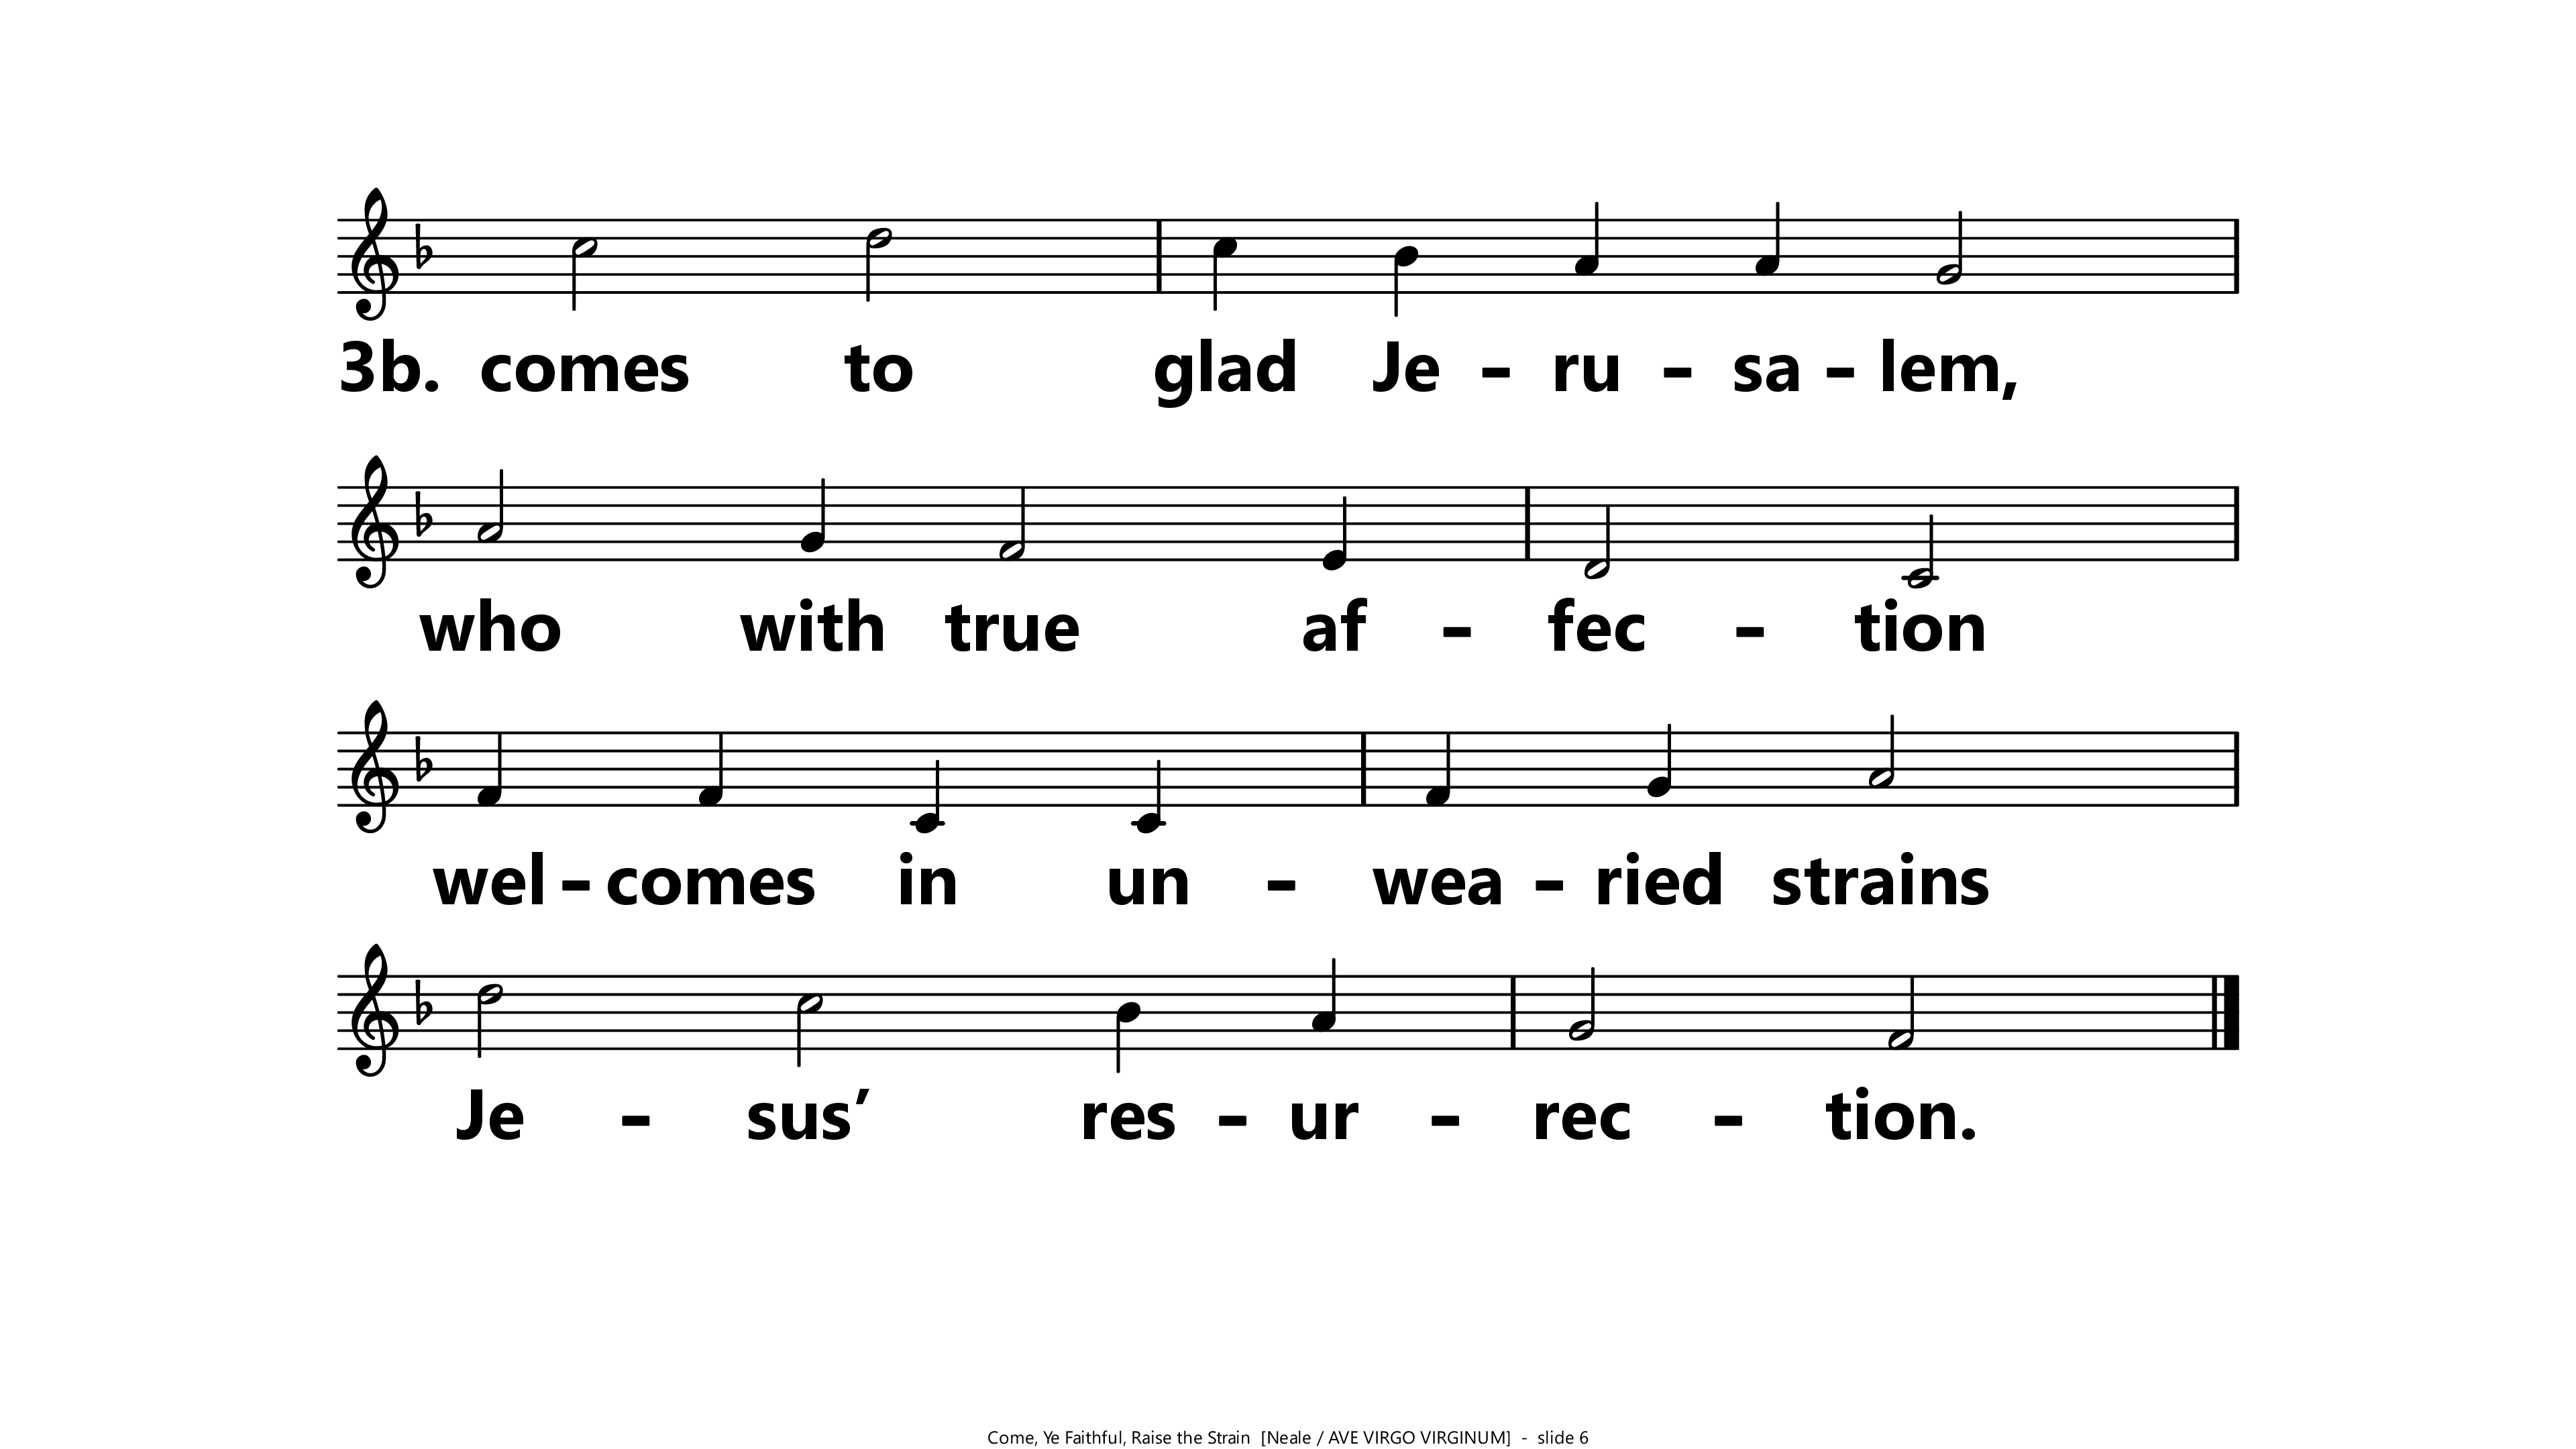 3b. comes to glad Je - ru - sa - lem,
who with true af - fec - tion
wel - comes in un - wea - ried strains
Je - sus’ res - ur - rec - tion.
Come, Ye Faithful, Raise the Strain [Neale / AVE VIRGO VIRGINUM] - slide 6